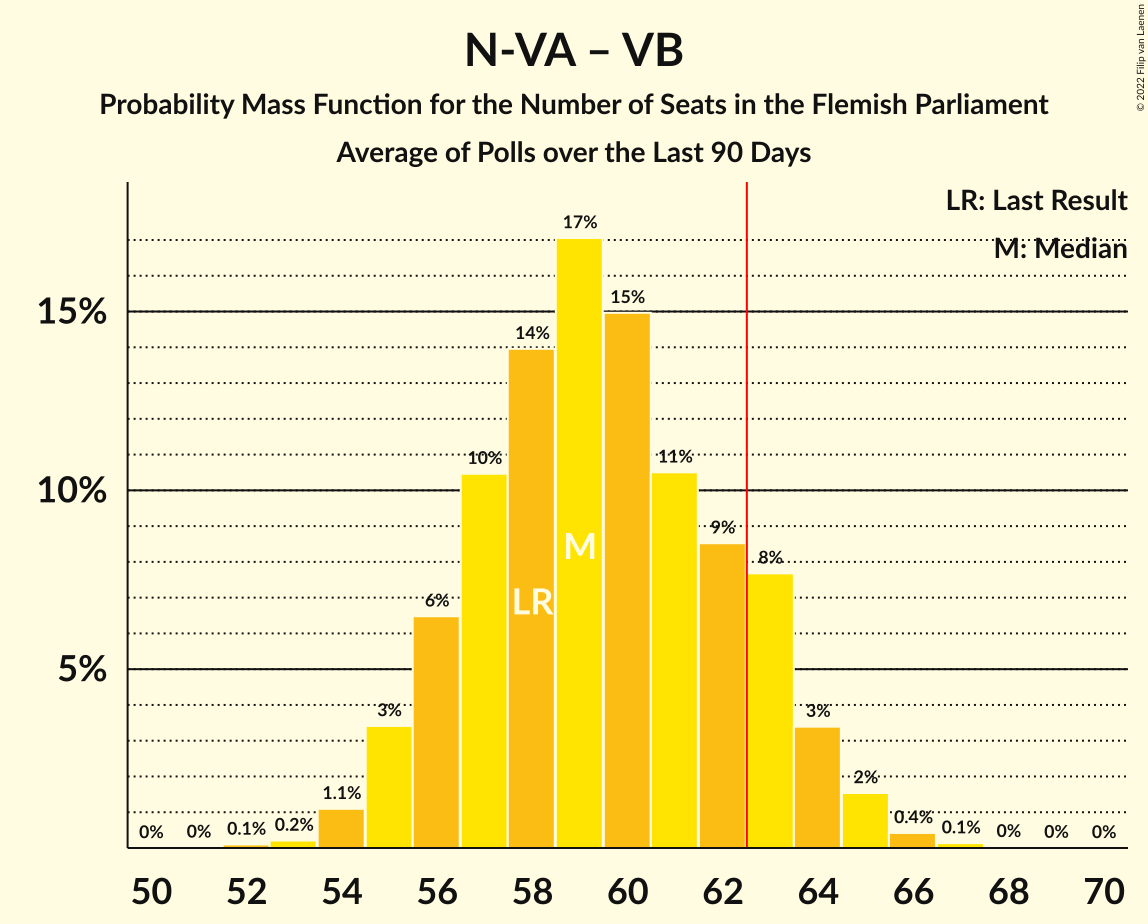 N-VA – VB
Probability Mass Function for the Number of Seats in the Flemish Parliament
Average of Polls over the Last 90 Days
© 2022 Filip van Laenen
LR: Last Result
M: Median
15%
10%
5%
0% 0% 0.1% 0.2% 1.1% 3% 6% 10% 14% 17% 15% 11% 9% 8% 3% 2% 0.4% 0.1% 0% 0% 0%
M
LR
50 52 54 56 58 60 62 64 66 68 70